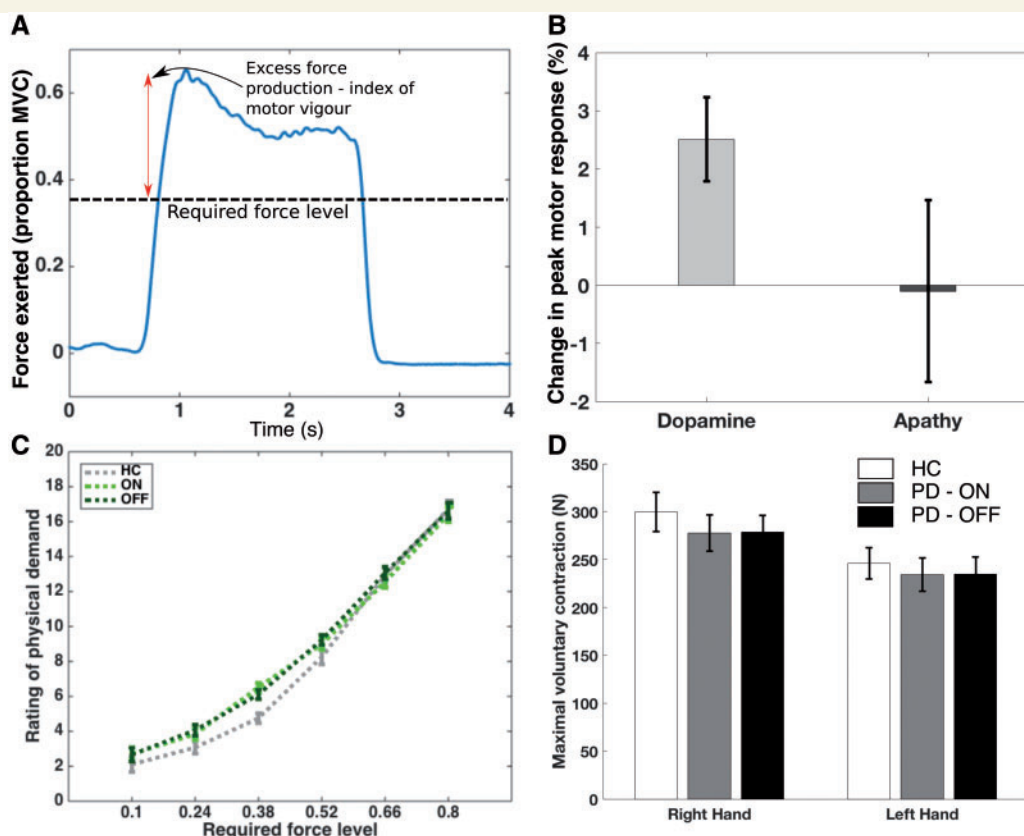 A
Force exerted (proportion MVC)
0.6
0.4
0.2
0
Excess force
production - index of
motor vigour
Required force level
0 1 2 3 4
Time (s)
B
Change in peak motor response (%)
4
3
2
1
0
-1
-2
Dopamine Apathy
C
Rating of physical demand
20
18
16
14
12
10
8
6
4
2
0
HC
ON
OFF
0.1 0.24 0.38 0.52 0.66 0.8
Required force level
D
Maximal voluntary contraction (N)
350
300
250
200
150
100
50
0
HC
PD - ON
PD - OFF
Right Hand Left Hand